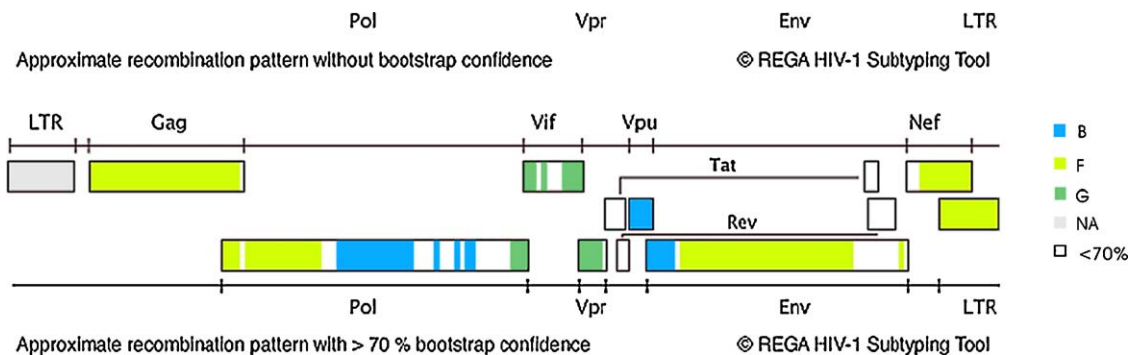 Pol Vpr Env LTR
Approximate recombination pattern without bootstrap confidence © REGA HIV-1 Subtyping Tool
LTR Gag Vif Vpu Nef
B
F
G
NA
<70%
Tat
Rev
Pol Vpr Env LTR
Approximate recombination pattern with > 70 % bootstrap confidence © REGA HIV-1 Subtyping Tool